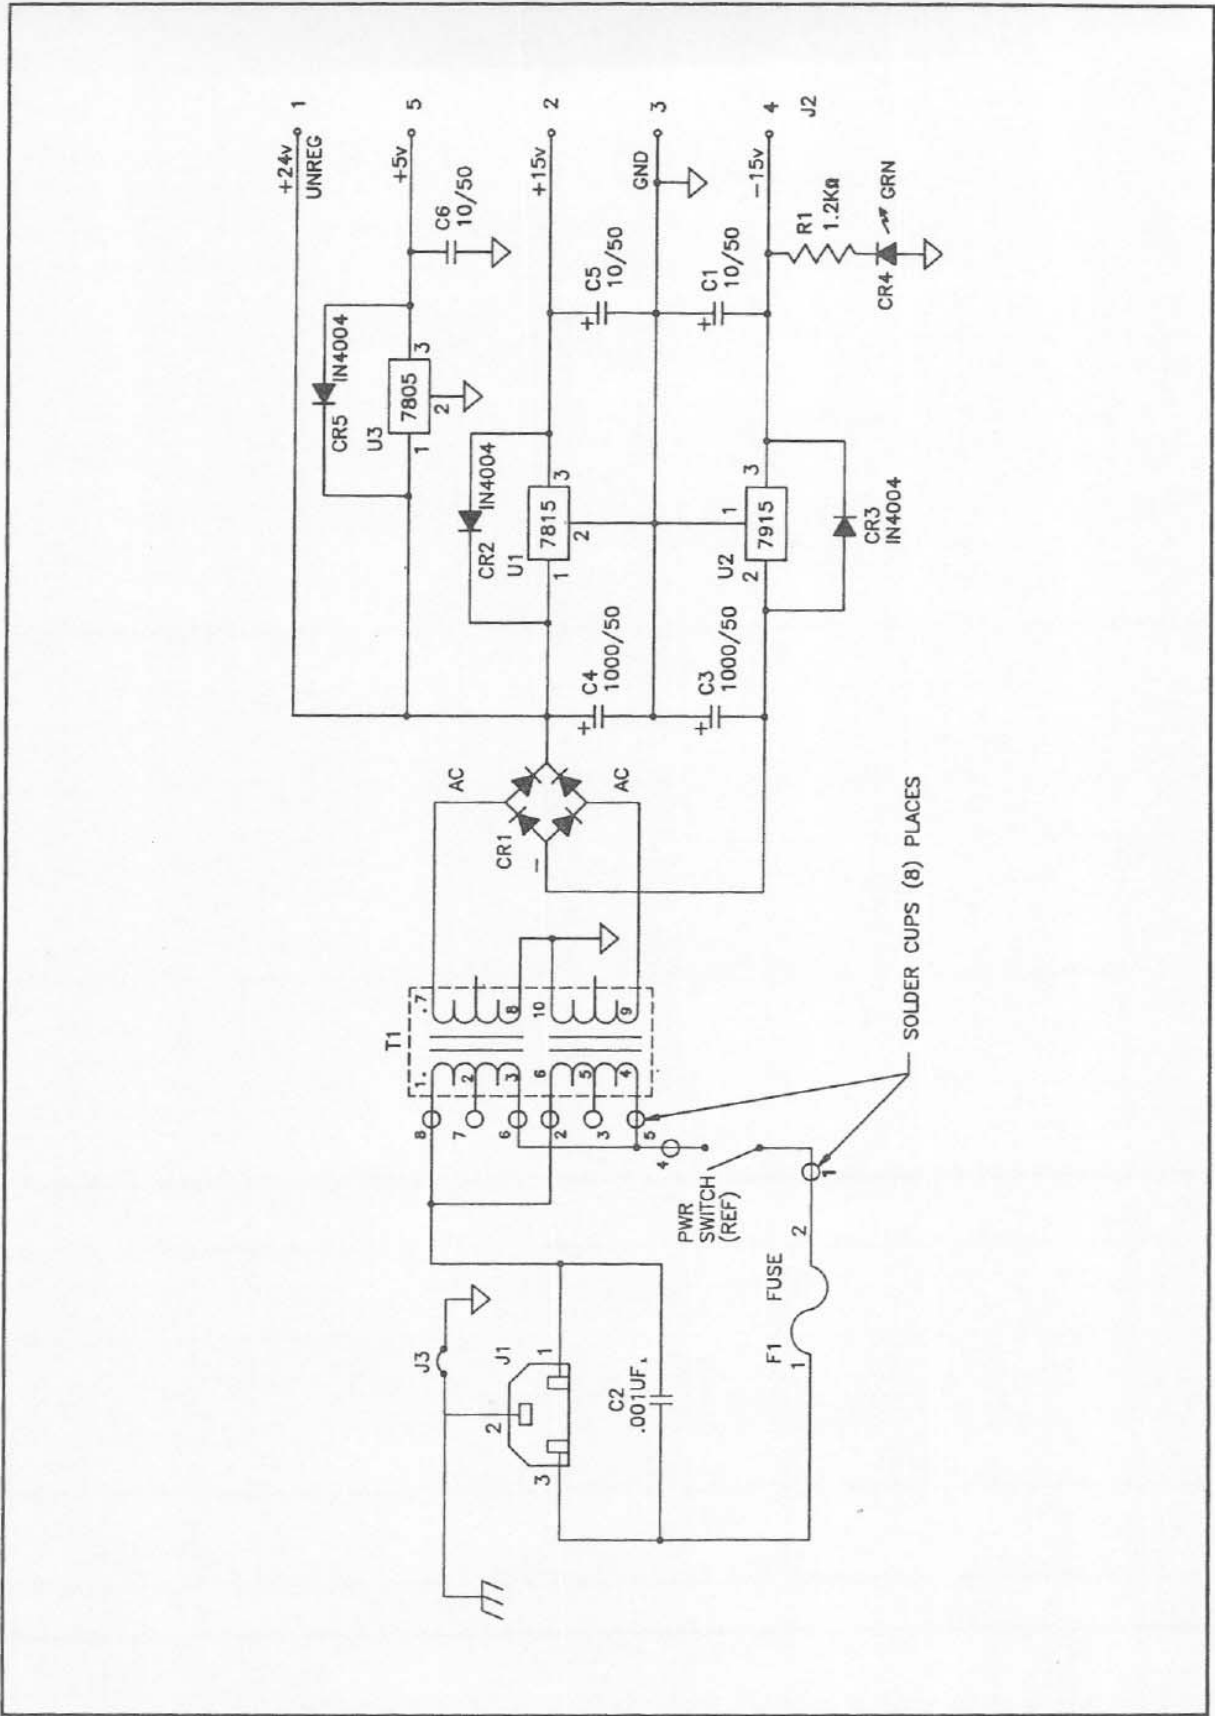 +24v
UNREG
1
CR5
IN4004
U3
7805
1
2
3
+5v
5
C6
10/50
CR2
IN4004
U1
7815
1
2
3
+15v
2
C4
1000/50
+
C5
10/50
+
GND
3
C3
1000/50
+
C1
10/50
+
U2
7915
2
1
3
-15v
4
J2
CR3
IN4004
R1
1.2KΩ
CR4
GRN
AC
CR1
-
AC
T1
1.
2
3
6
5
4
.7
8
10
9
8
7
6
2
3
5
4
PWR
SWITCH
(REF)
1
SOLDER CUPS (8) PLACES
J3
J1
2
1
3
C2
.001UF
F1
FUSE
1
2